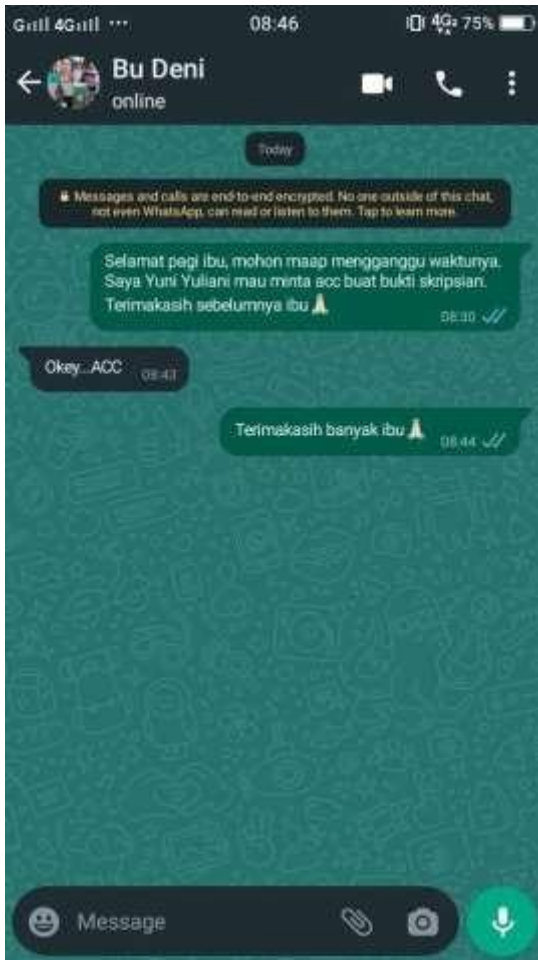 08:46
75%
Bu Deni
online
Today
Messages and calls are end-to-end encrypted. No one outside of this chat,
not even WhatsApp, can read or listen to them. Tap to learn more.
Selamat pagi ibu, mohon maap mengganggu waktunya.
Saya Yuni Yuliani mau minta acc buat bukti skripsian.
Terimakasih sebelumnya ibu 🙏
08:30
Okey...ACC
08:43
Terimakasih banyak ibu 🙏
08:44
Message